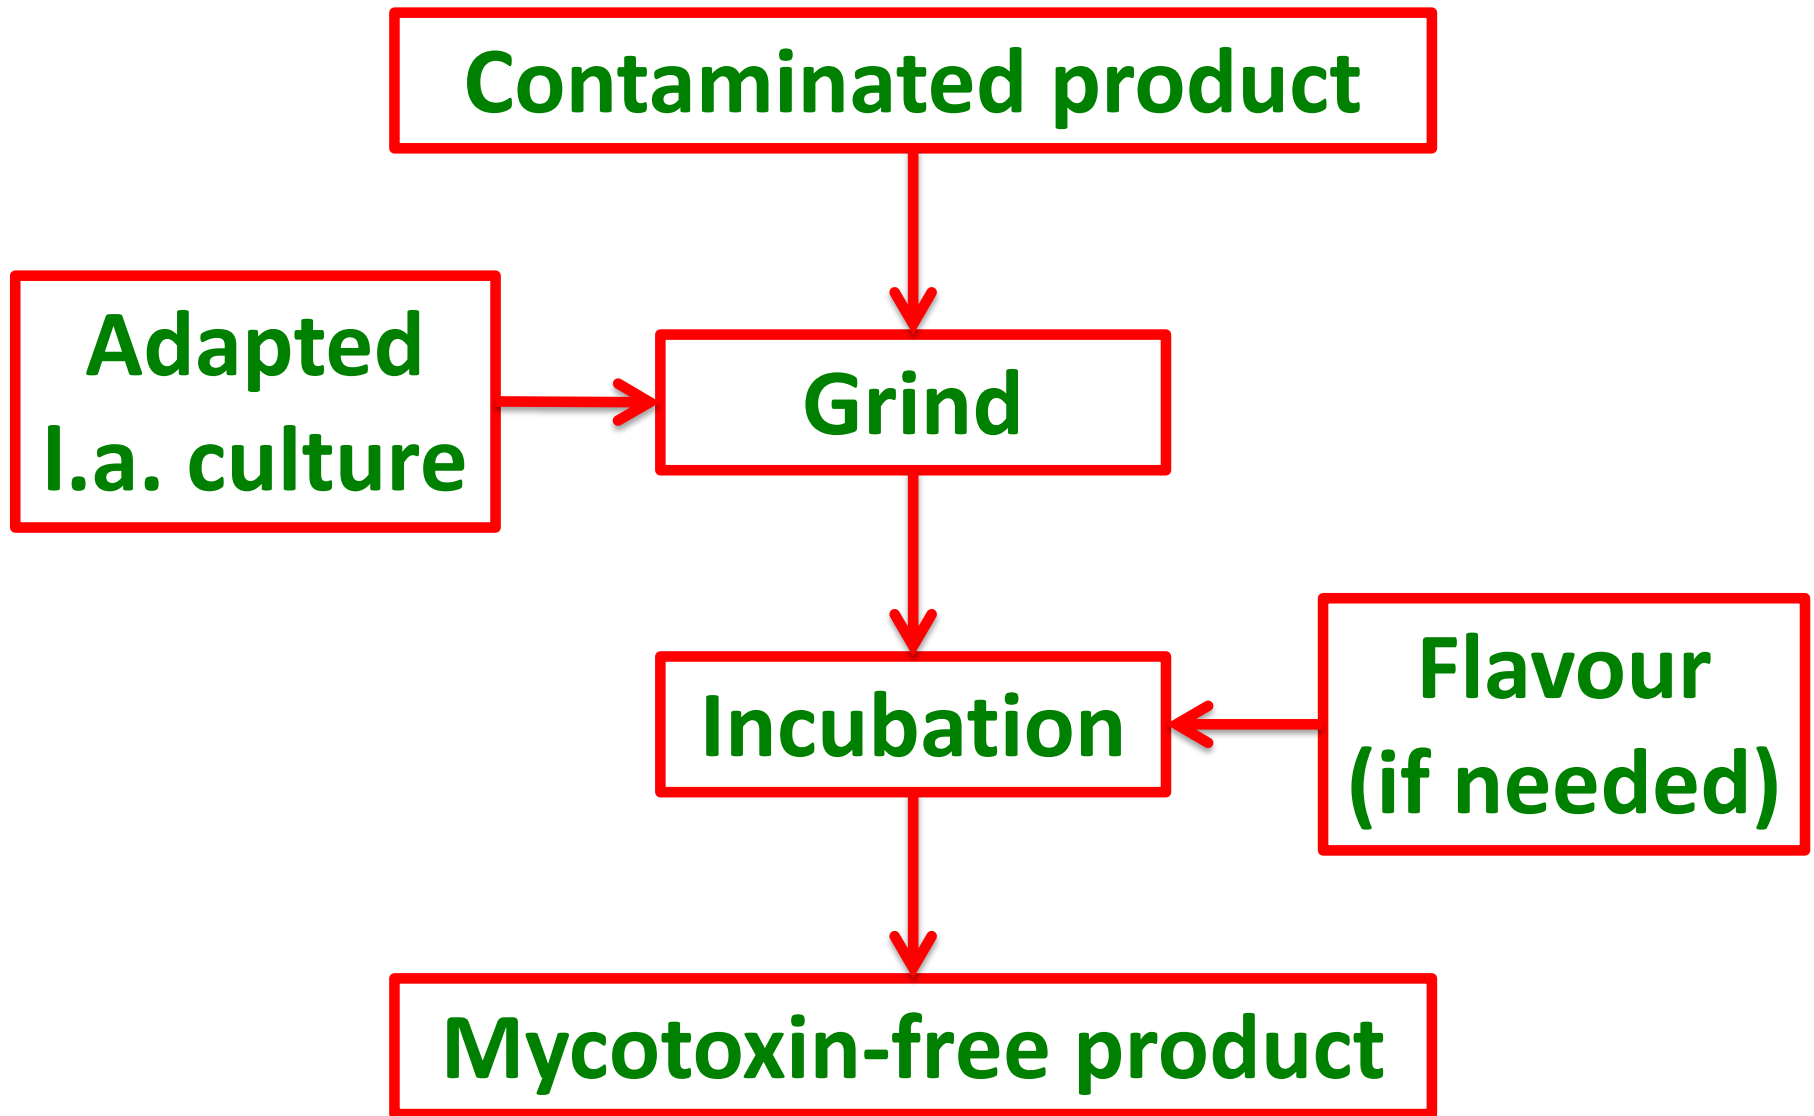 Contaminated product
Adapted
l.a. culture
Grind
Incubation
Flavour
(if needed)
Mycotoxin-free product